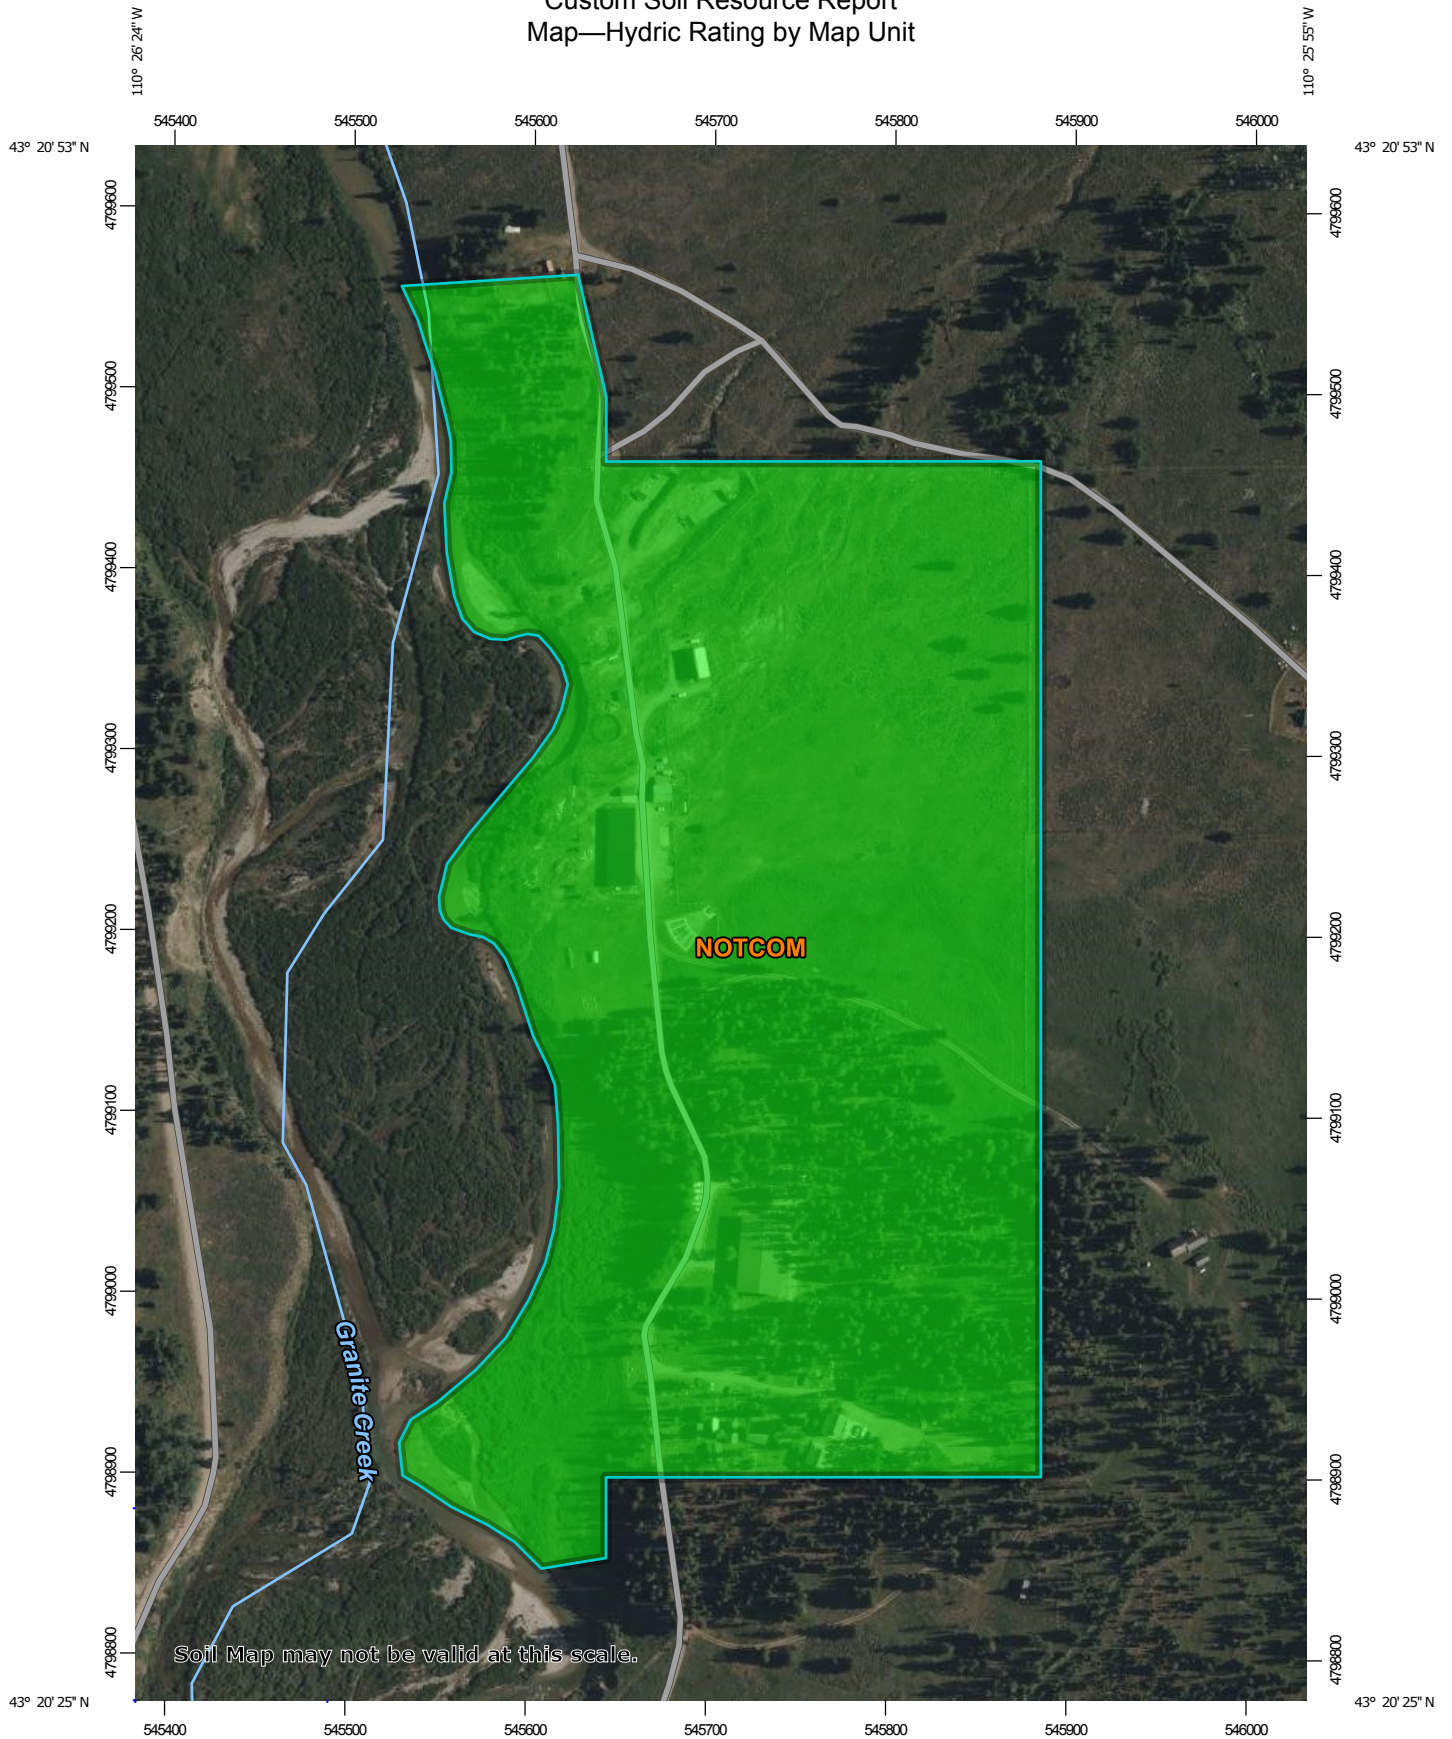 Custom Soil Resource Report
Map—Hydric Rating by Map Unit
110° 26' 24" W
110° 25' 55" W
545400 545500 545600 545700 545800 545900 546000
43° 20' 53" N
43° 20' 53" N
4799600
4799600
4799500
4799500
4799400
4799400
4799300
4799300
4799200
4799200
NOTCOM
4799100
4799100
4799000
4799000
Granite Creek
4798900
4798900
4798800
4798800
Soil Map may not be valid at this scale.
43° 20' 25" N
43° 20' 25" N
545400 545500 545600 545700 545800 545900 546000